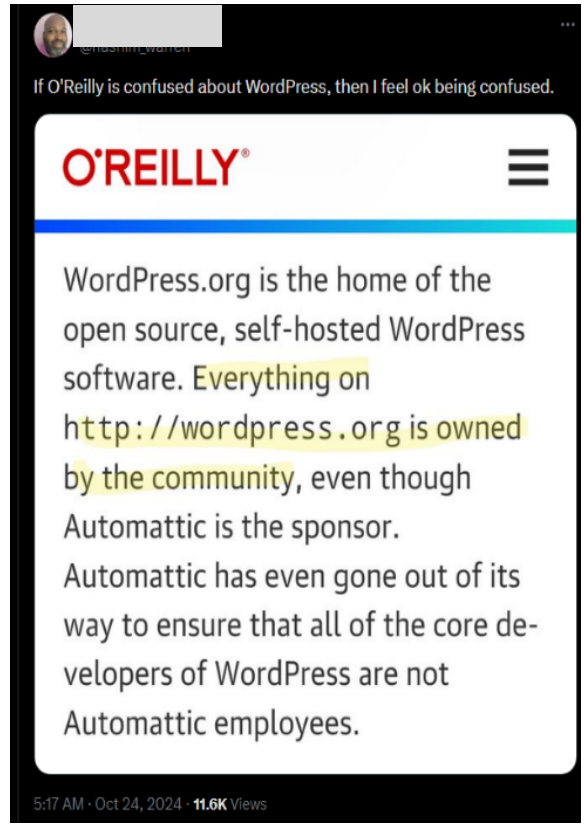 If O'Reilly is confused about WordPress, then I feel ok being confused.
O'REILLY®
WordPress.org is the home of the
open source, self-hosted WordPress
software. Everything on
http://wordpress.org is owned
by the community, even though
Automattic is the sponsor.
Automattic has even gone out of its
way to ensure that all of the core de-
velopers of WordPress are not
Automattic employees.
5:17 AM · Oct 24, 2024 · 11.6K Views